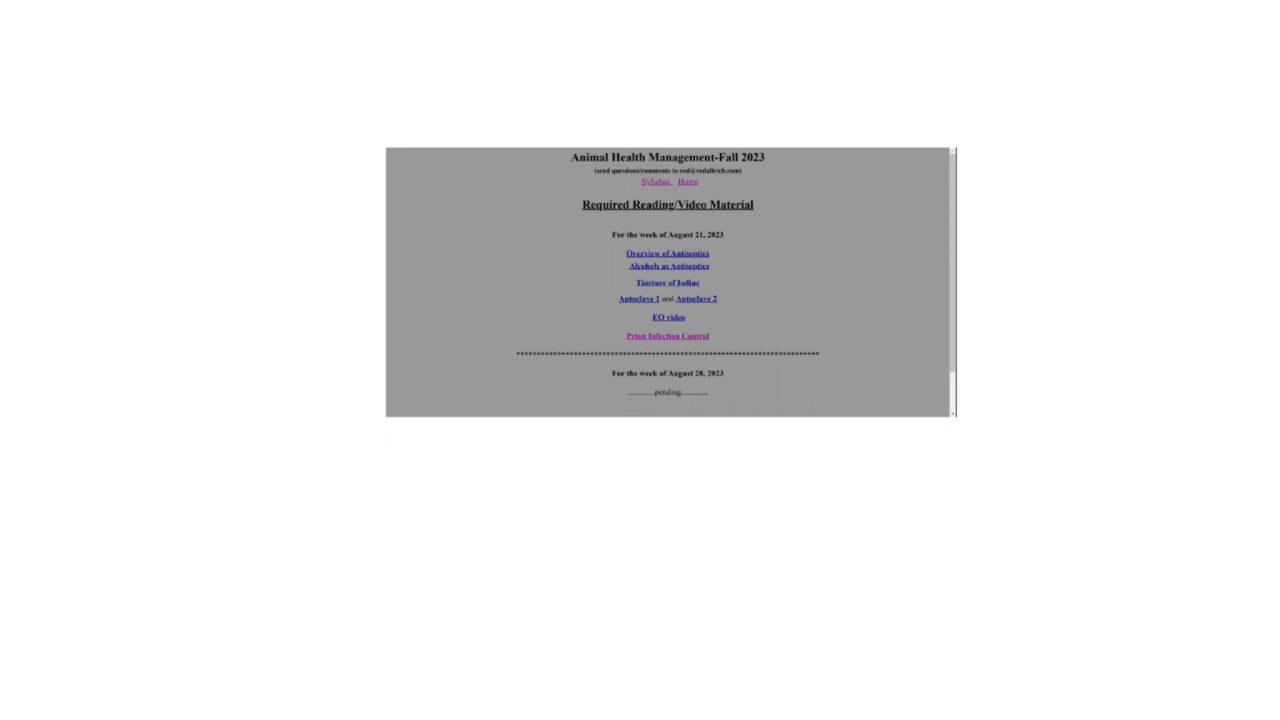 Animal Health Management-Fall 2023
(send questions/comments to rod@rodallrich.com)
Syllabus Home
Required Reading/Video Material
For the week of August 21, 2023
Overview of Antiseptics
Alcohols as Antiseptics
Tincture of Iodine
Autoclave 1 and Autoclave 2
EO video
Prion Infection Control
**************************************************************************
For the week of August 28, 2023
............pending............